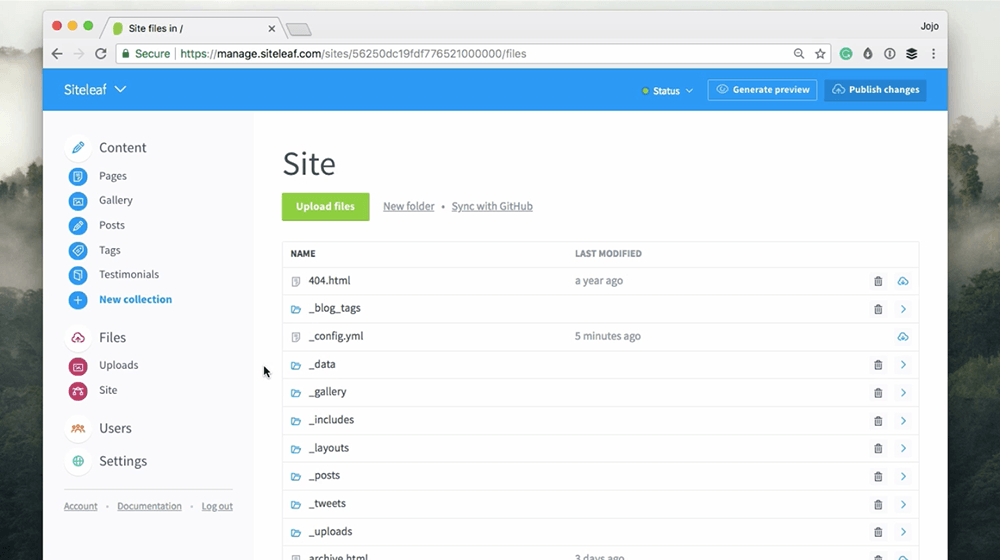 Site files in /
Jojo
Secure https://manage.siteleaf.com/sites/56250dc19fdf776521000000/files
Siteleaf
Status
Generate preview
Publish changes
Content
Pages
Gallery
Posts
Tags
Testimonials
New collection
Files
Uploads
Site
Users
Settings
Account • Documentation • Log out
Site
Upload files New folder • Sync with GitHub
NAME LAST MODIFIED
404.html a year ago
_blog_tags
_config.yml 5 minutes ago
_data
_gallery
_includes
_layouts
_posts
_tweets
_uploads
archive.html 3 days ago